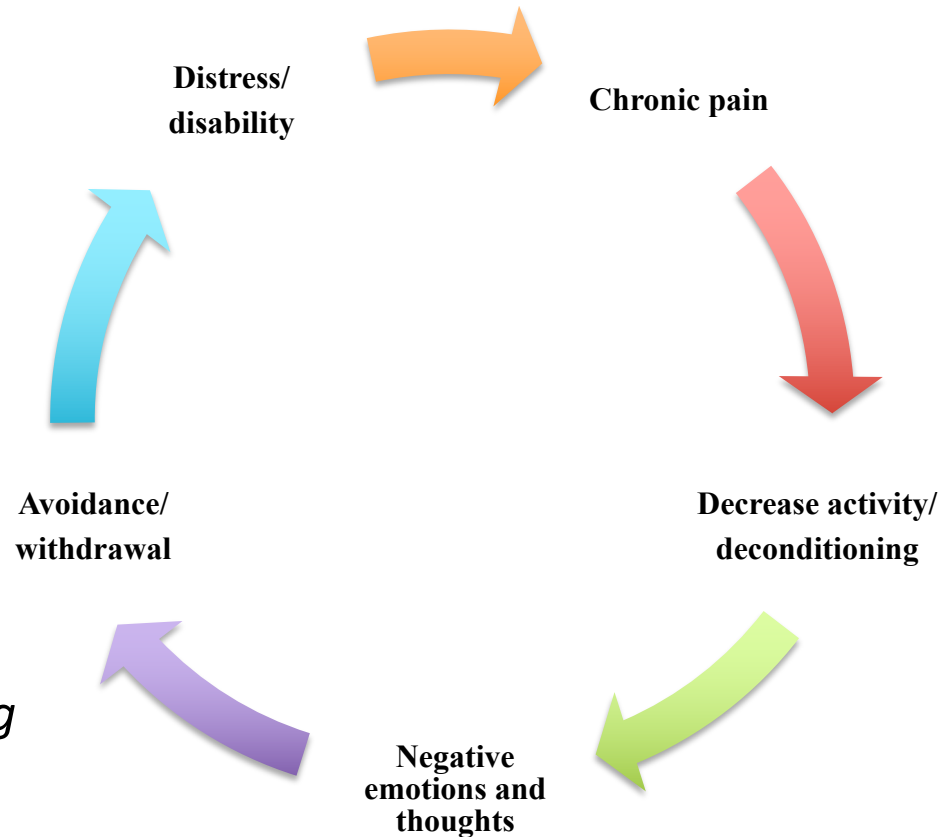 Distress/
disability
Chronic pain
Decrease activity/
deconditioning
Negative
emotions and
thoughts
Avoidance/
withdrawal
g